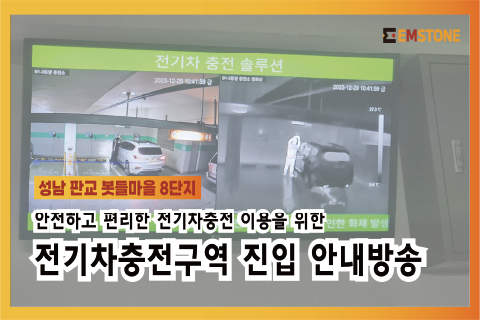 EMSTONE
전기차 충전 솔루션
2023-12-29 10:41:59 금
2023-12-29 10:41:59 금
성남 판교 봇들마을 8단지
안전하고 편리한 전기차충전 이용을 위한
전기차충전구역 진입 안내방송